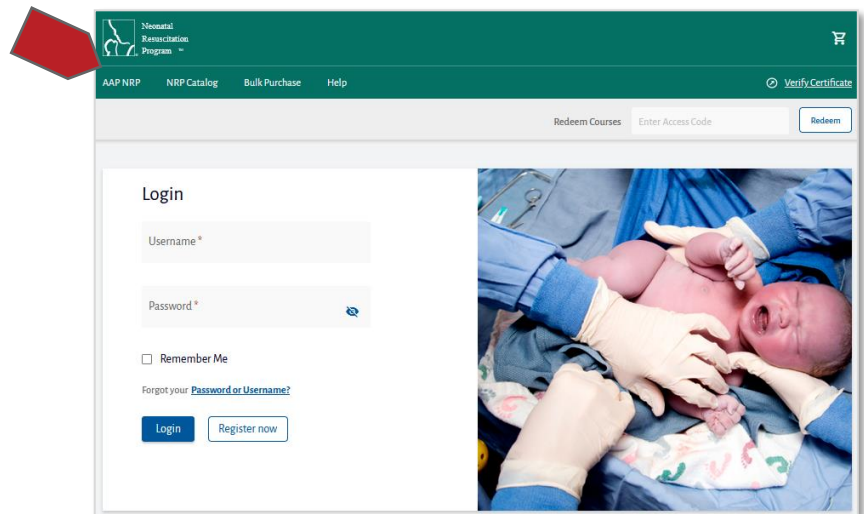 Neonatal
Resuscitation
Program ™
AAP NRP NRP Catalog Bulk Purchase Help Verify Certificate
Redeem Courses Enter Access Code Redeem
Login
Username *
Password *
Remember Me
Forgot your Password or Username?
Login Register now